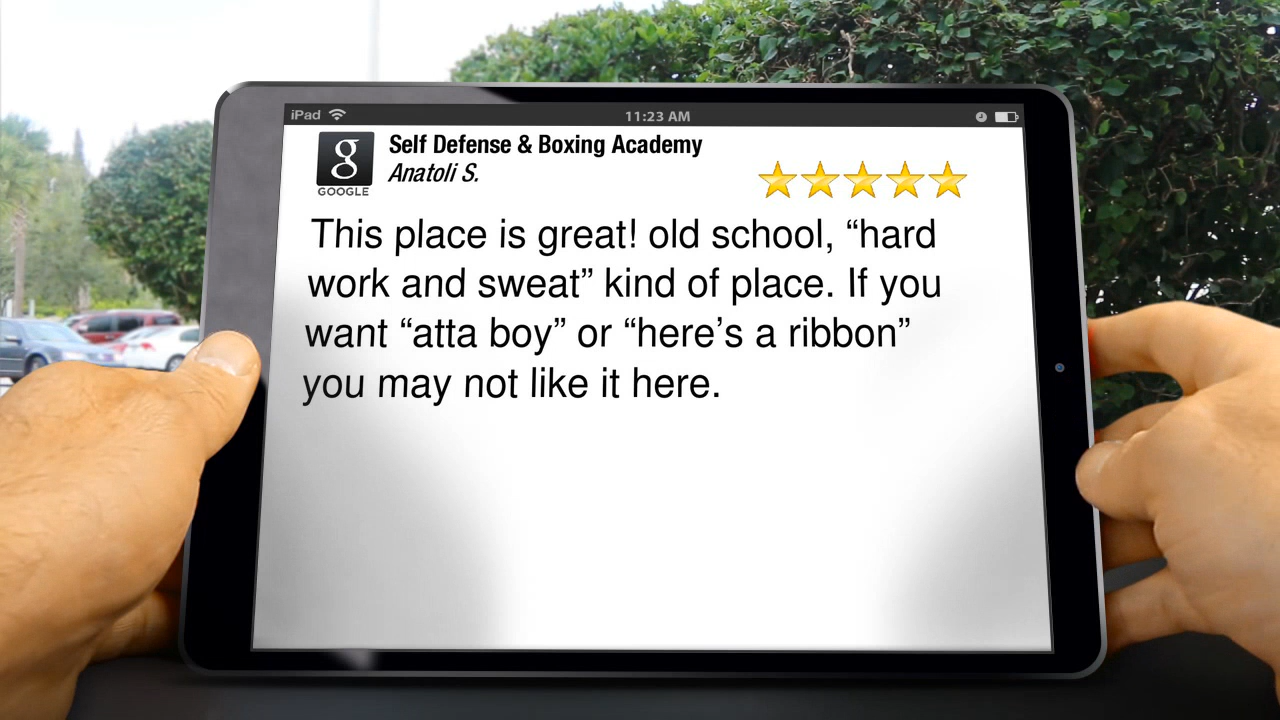 iPad 11:23 AM
g
GOOGLE
Self Defense & Boxing Academy
Anatoli S.
This place is great! old school, “hard
work and sweat” kind of place. If you
want “atta boy” or “here’s a ribbon”
you may not like it here.